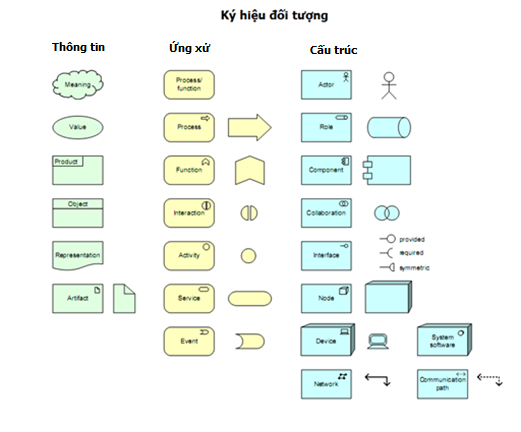 Ký hiệu đối tượng
Thông tin
Ứng xử
Cấu trúc
Meaning
Process/
function
Actor
Value
Process
Role
Product
Function
Component
Object
Interaction
Collaboration
Representation
Activity
Interface
provided
required
symmetric
Artifact
Service
Node
Event
Device
System
software
Network
Communication
path